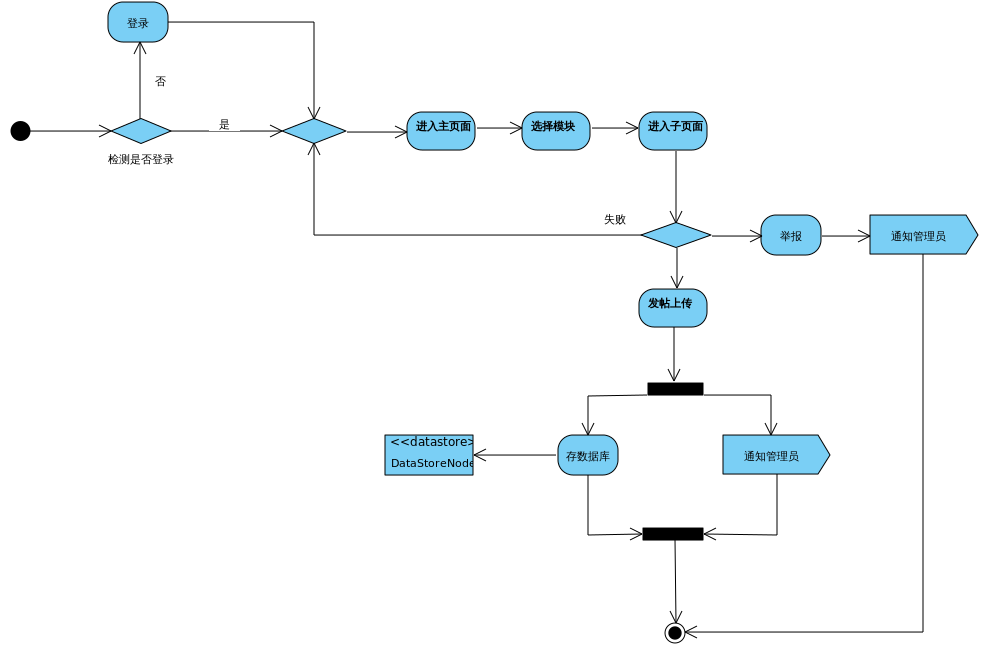 登录
否
是
检测是否登录
进入主页面
选择模块
进入子页面
失败
举报
通知管理员
发帖上传
<<datastore>
DataStoreNode
存数据库
通知管理员